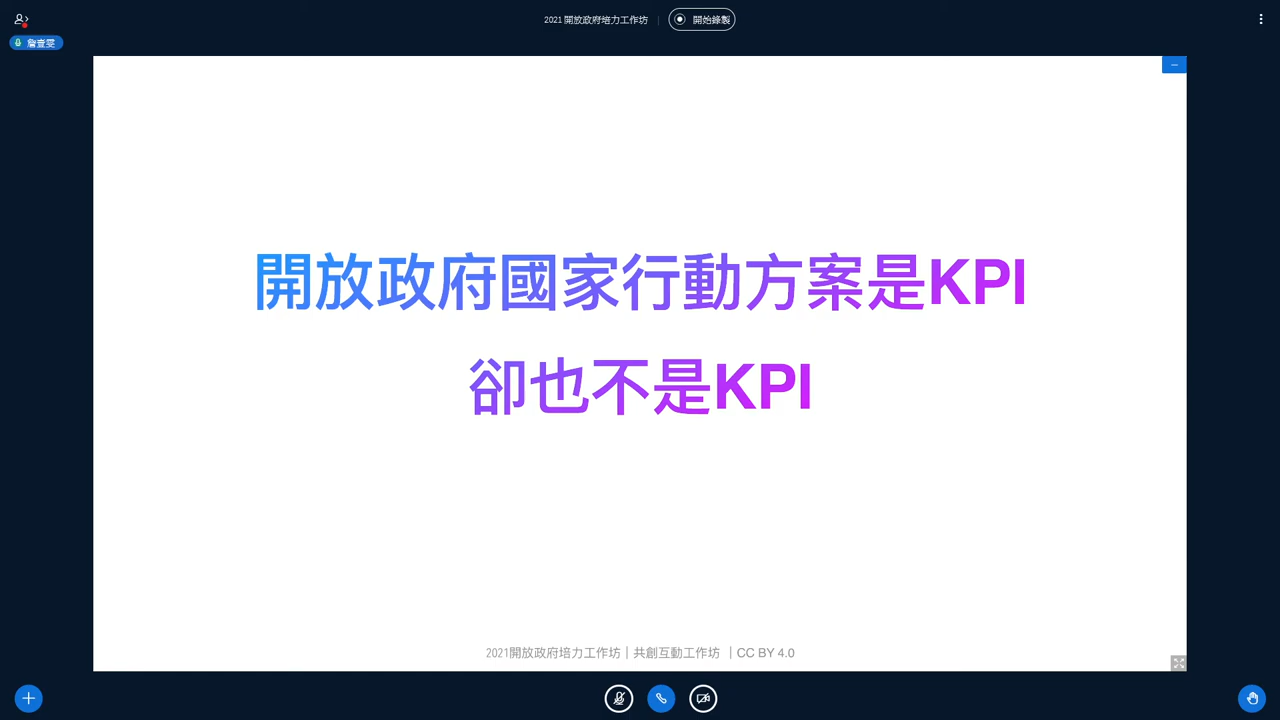 2021 開放政府培力工作坊
開始錄製
詹壹雯
開放政府國家行動方案是KPI
卻也不是KPI
2021開放政府培力工作坊｜共創互動工作坊 ｜CC BY 4.0